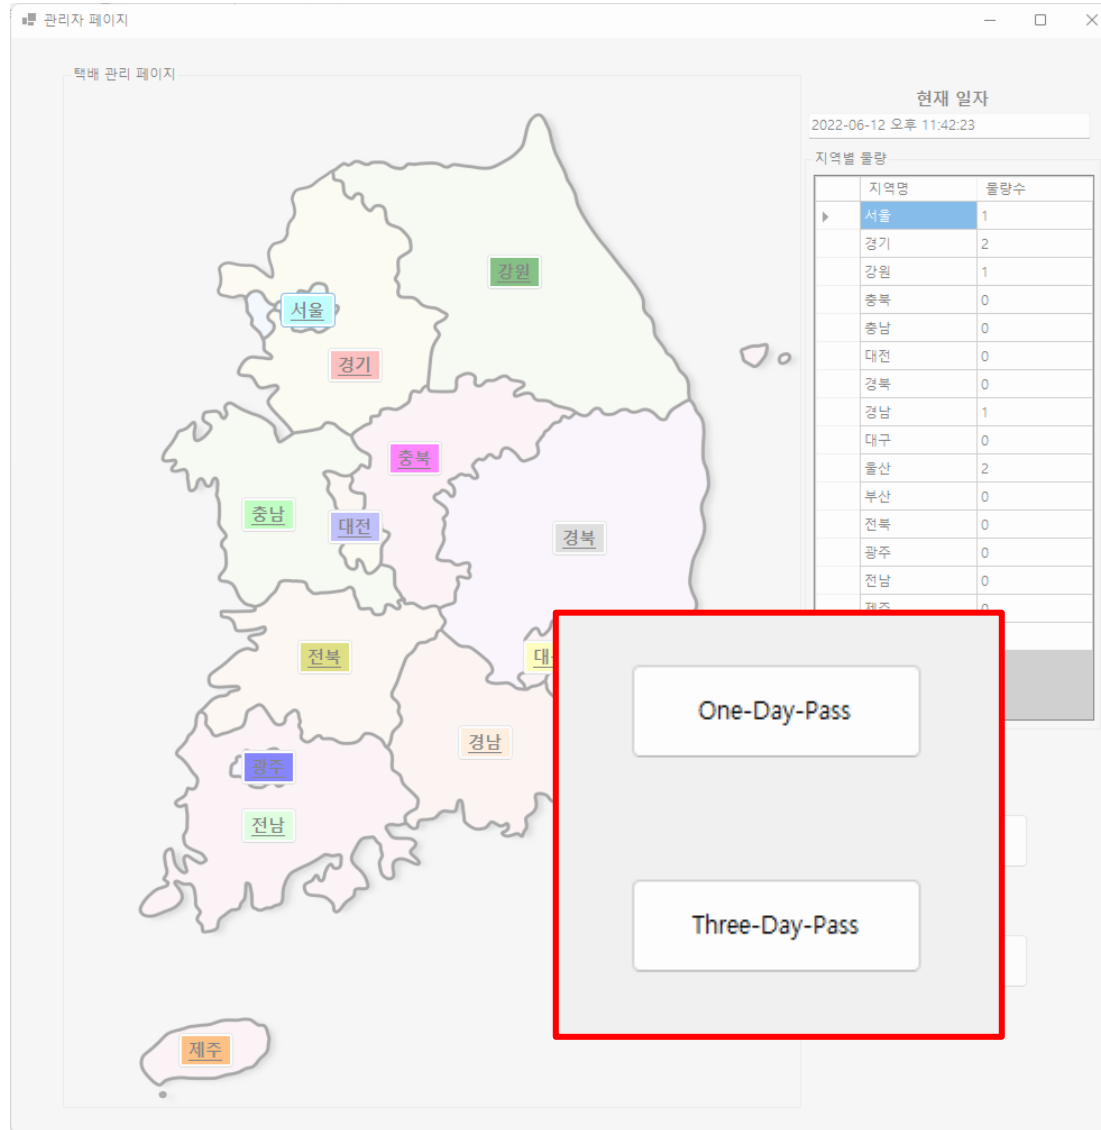 관리자 페이지
택배 관리 페이지
현재 일자
2022-06-12 오후 11:42:23
지역별 물량
지역명 물량수
서울 1
경기 2
강원 1
충북 0
충남 0
대전 0
경북 0
경남 1
대구 0
울산 2
부산 0
전북 0
광주 0
전남 0
제주 0
강원
서울
경기
충북
충남
대전
경북
전북
경남
광주
전남
제주
One-Day-Pass
Three-Day-Pass